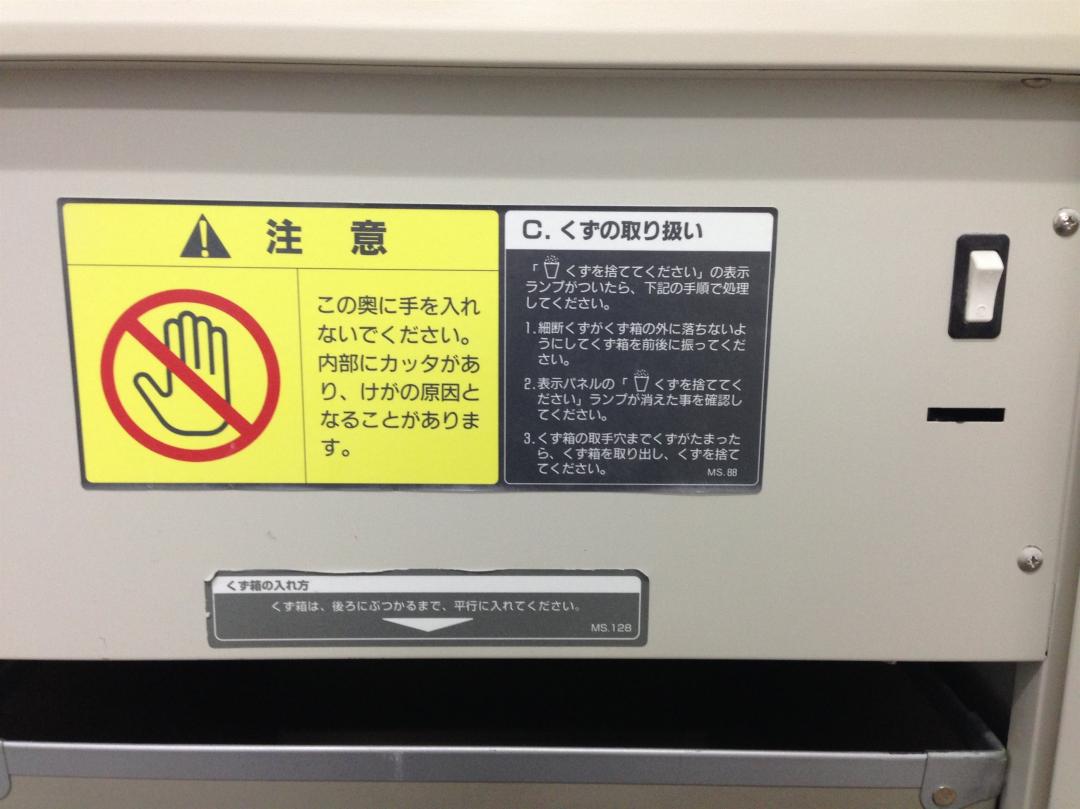 注 意
この奥に手を入れ
ないでください。
内部にカッタがあ
り、けがの原因と
なることがありま
す。
C. くずの取り扱い
「くずを捨ててください」の表示
ランプがついたら、下記の手順で処理
してください。
1.細断くずがくず箱の外に落ちないよ
うにしてくず箱を前後に振ってくだ
さい。
2.表示パネルの「くずを捨ててく
ださい」ランプが消えた事を確認し
てください。
3.くず箱の取手穴までくずがたまった
ら、くず箱を取り出し、くずを捨て
てください。
MS.88
くず箱の入れ方
くず箱は、後ろにぶつかるまで、平行に入れてください。
MS.128